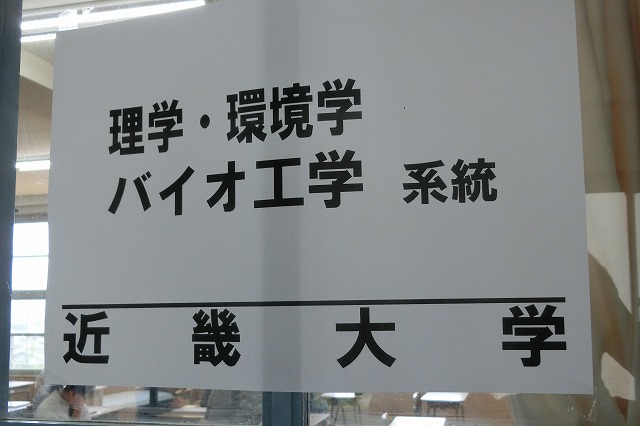 理学・環境学
バイオ工学 系統
近畿大学